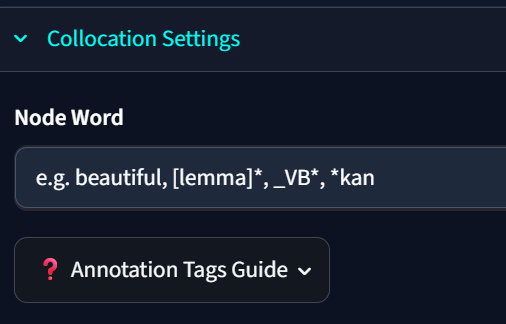 Collocation Settings
Node Word
e.g. beautiful, [lemma]*, _VB*, *kan
❓ Annotation Tags Guide